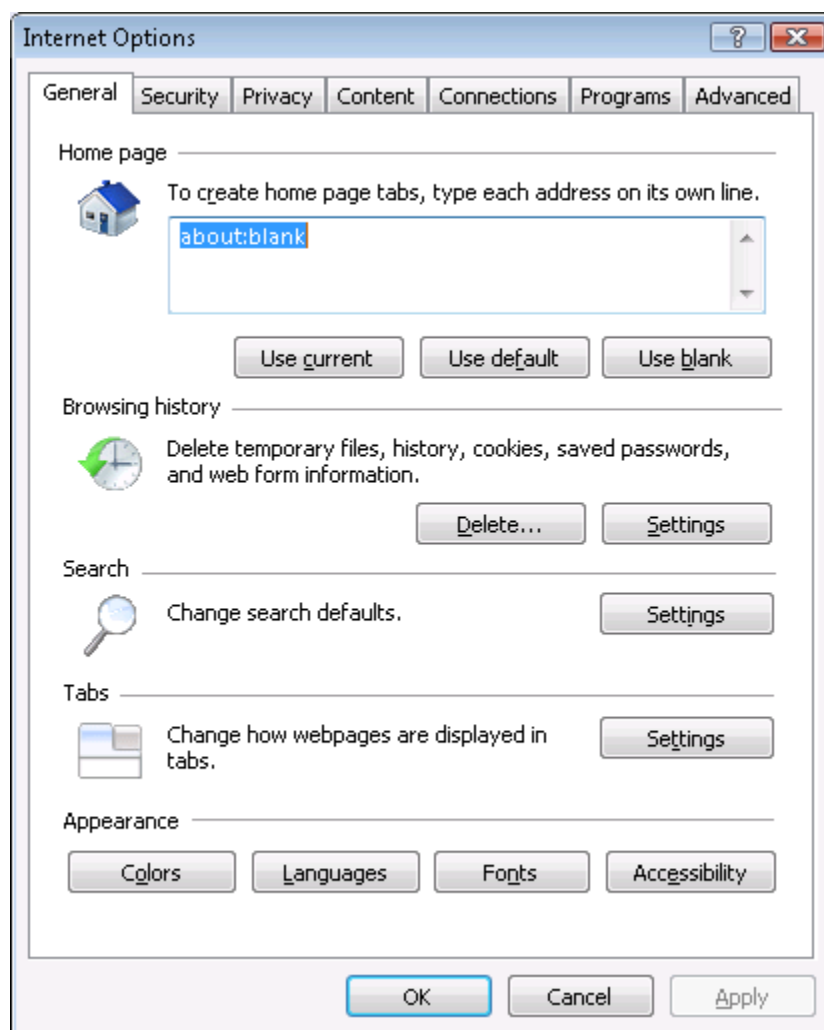 Internet Options
General Security Privacy Content Connections Programs Advanced
Home page
To create home page tabs, type each address on its own line.
about:blank
Use current Use default Use blank
Browsing history
Delete temporary files, history, cookies, saved passwords,
and web form information.
Delete... Settings
Search
Change search defaults. Settings
Tabs
Change how webpages are displayed in Settings
tabs.
Appearance
Colors Languages Fonts Accessibility
OK Cancel Apply